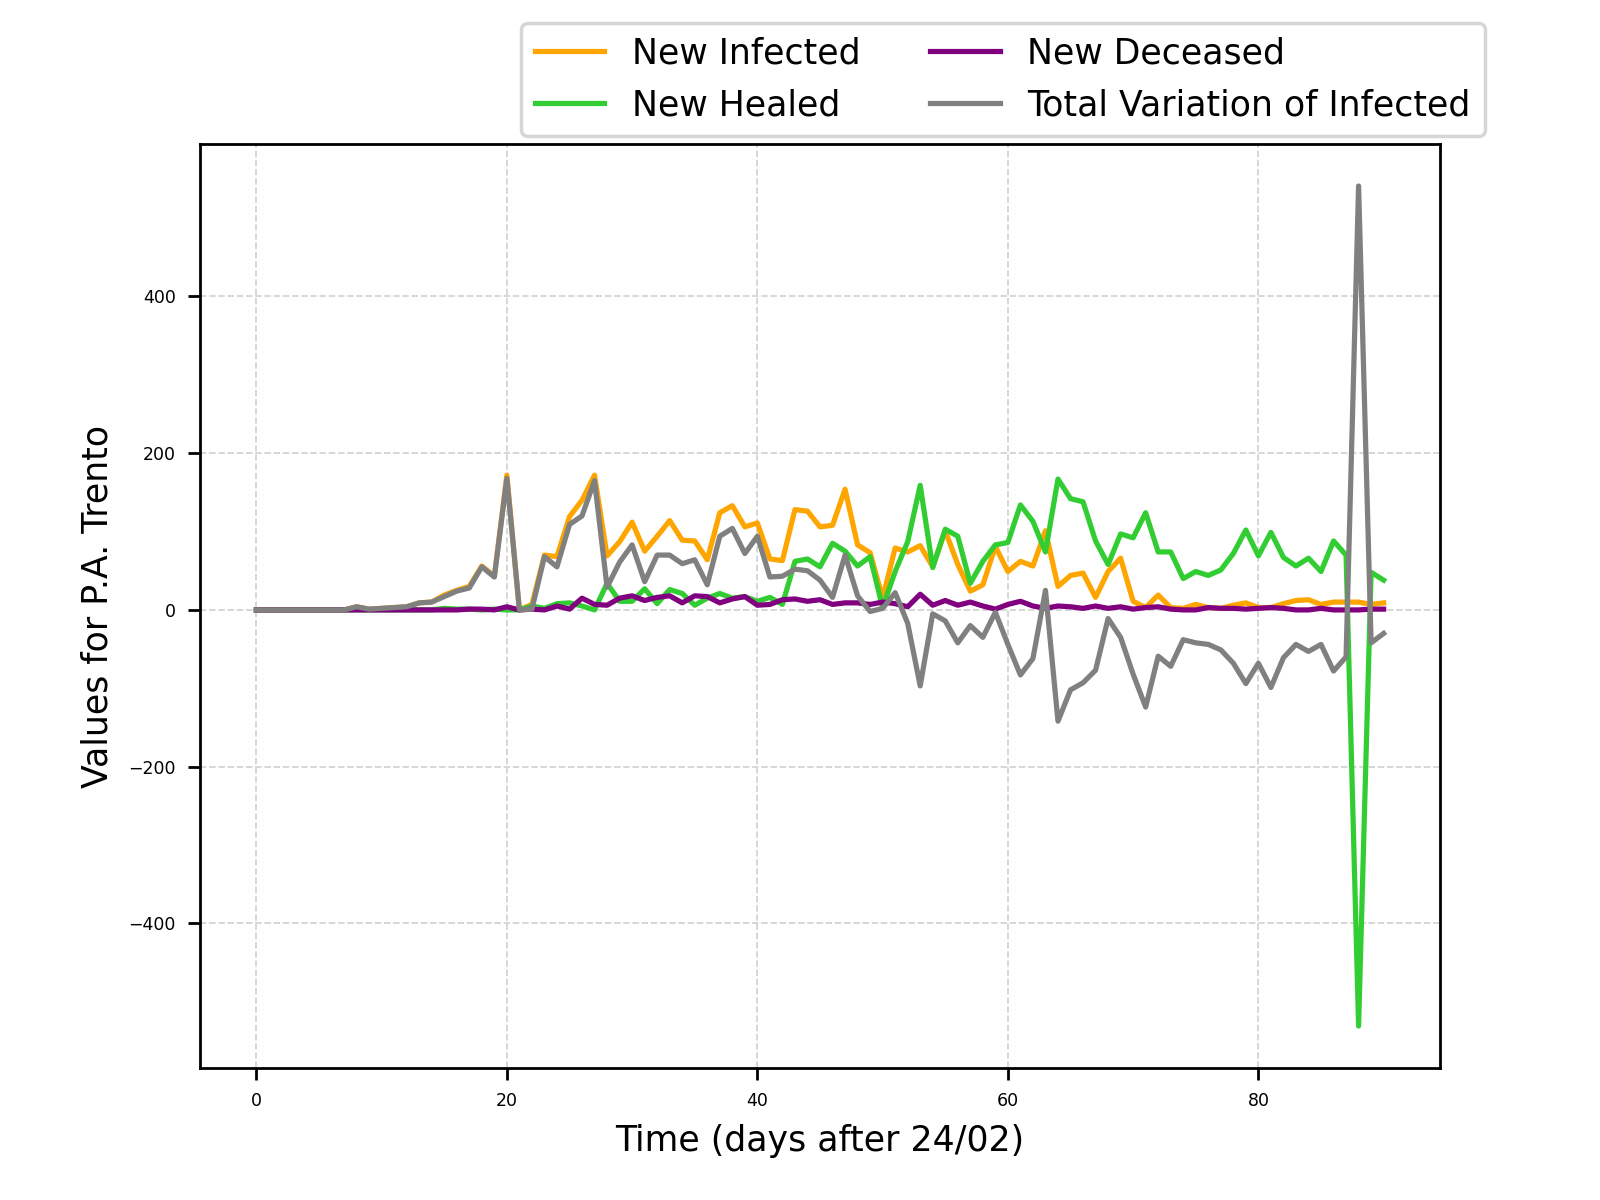 New Infected
New Healed
New Deceased
Total Variation of Infected
Values for P.A. Trento
400
200
0
−200
−400
0 20 40 60 80
Time (days after 24/02)